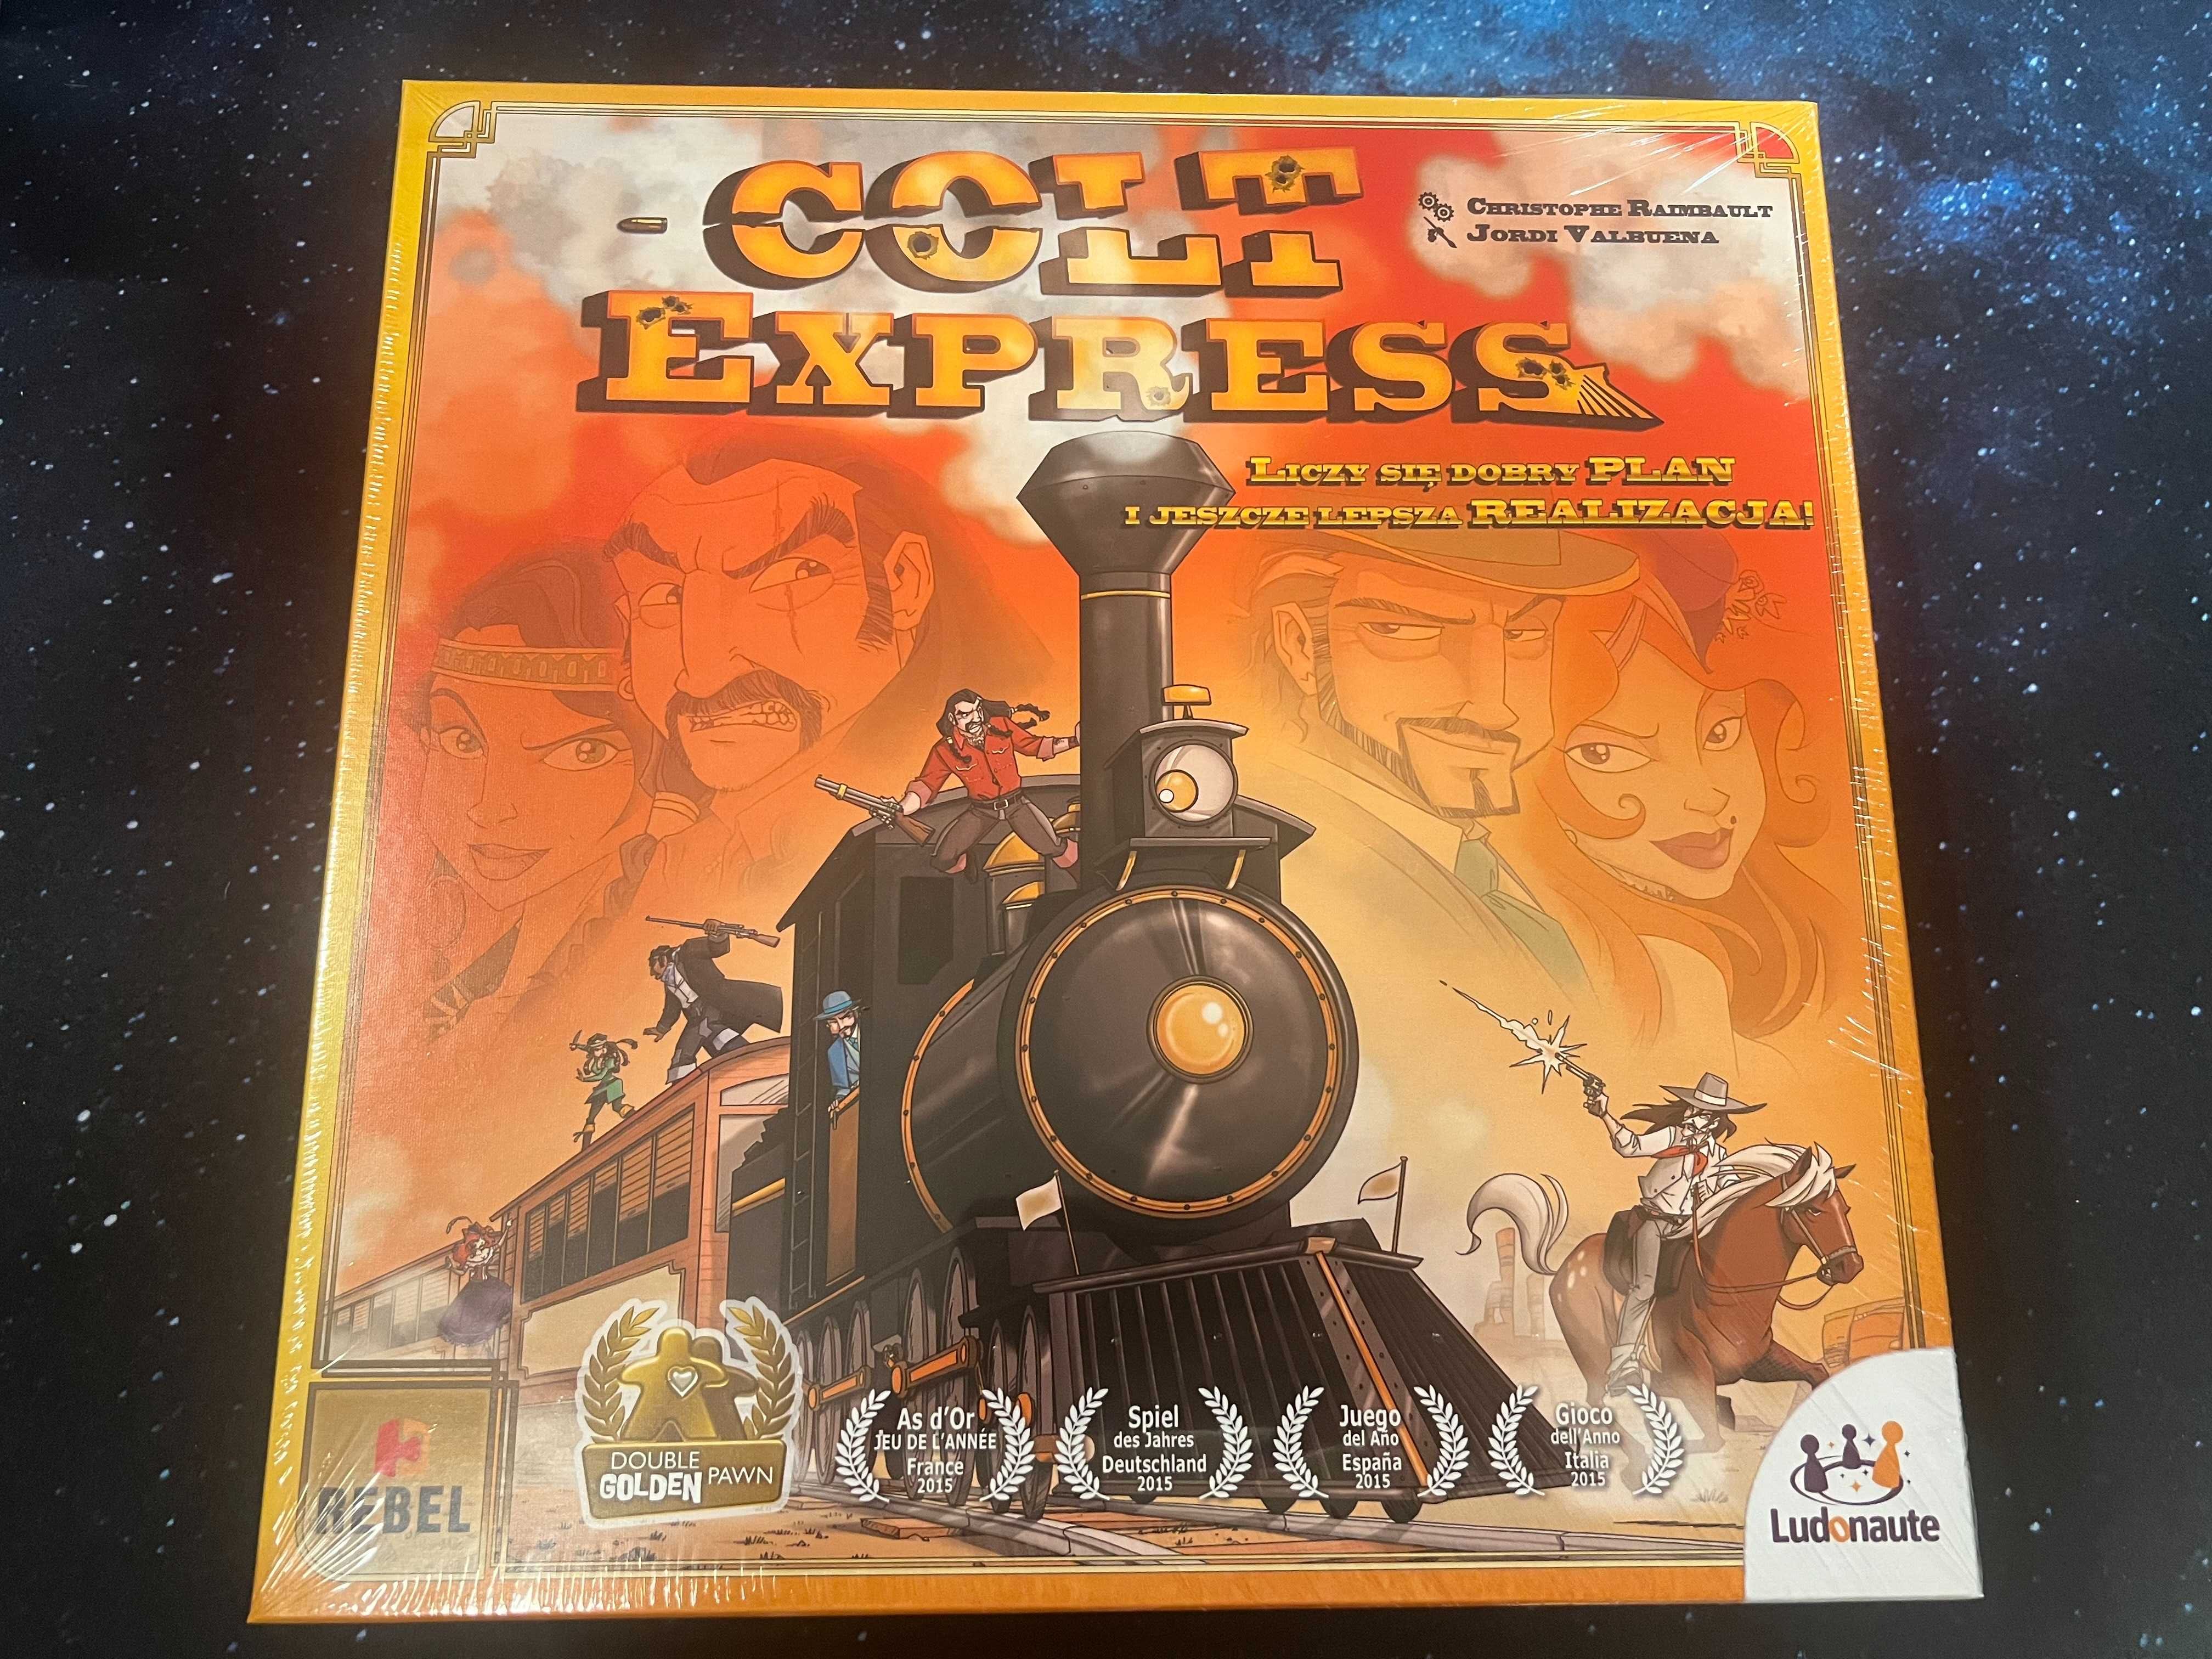 COLT
EXPRESS
CHRISTOPHE RAIMBAULT
JORDI VALBUENA
LICZY SIĘ DOBRY PLAN
I JESZCZE LEPSZA REALIZACJA!
REBEL
DOUBLE
GOLDEN PAWN
As d'Or
JEU DE L'ANNÉE
France
2015
Spiel
des Jahres
Deutschland
2015
Juego
del Año
España
2015
Gioco
dell'Anno
Italia
2015
Ludonaute